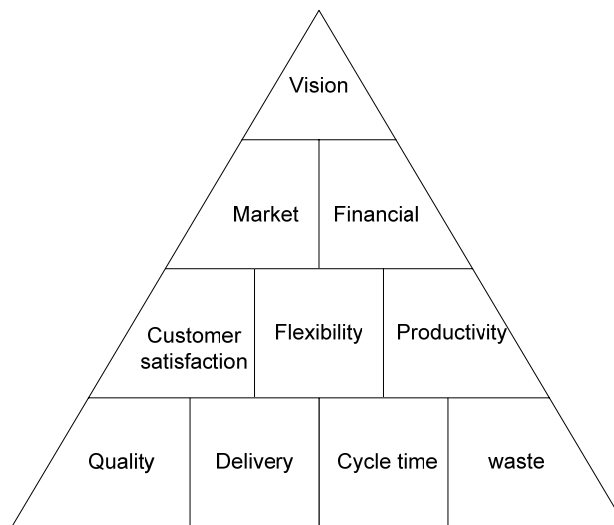 Vision
Market
Financial
Customer
satisfaction
Flexibility
Productivity
Quality
Delivery
Cycle time
waste